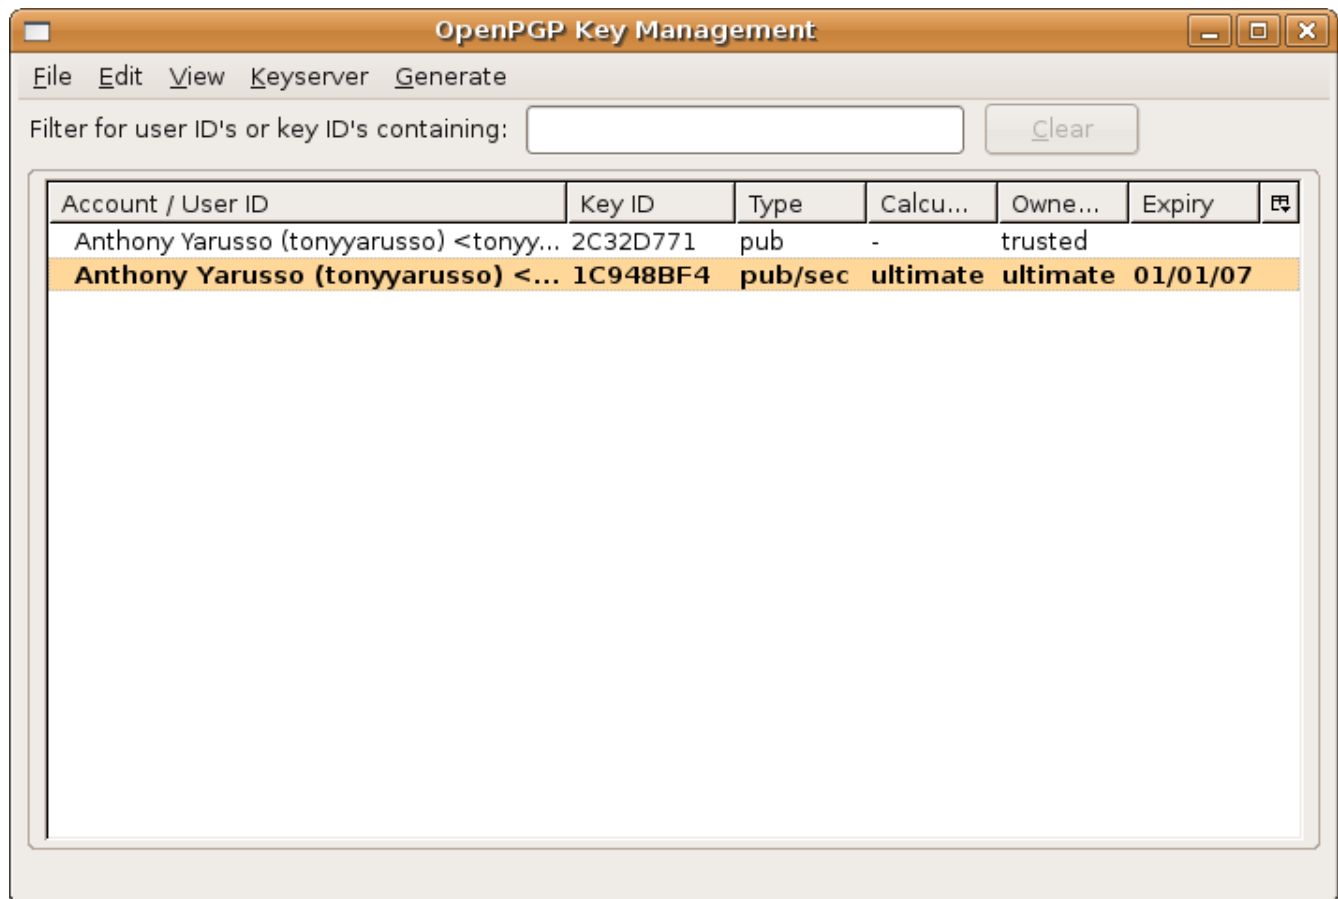 OpenPGP Key Management
File Edit View Keyserver Generate
Filter for user ID's or key ID's containing: Clear
Account / User ID Key ID Type Calcu... Owne... Expiry
Anthony Yarusso (tonyyarusso) <tonyy... 2C32D771 pub - trusted
Anthony Yarusso (tonyyarusso) <... 1C948BF4 pub/sec ultimate ultimate 01/01/07